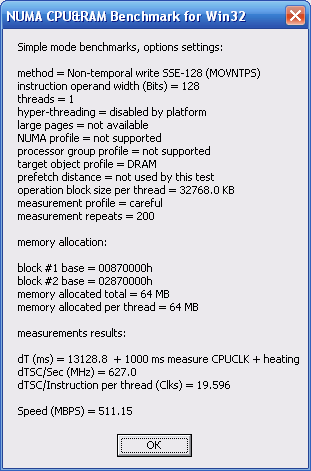 NUMA CPU&RAM Benchmark for Win32
Simple mode benchmarks, options settings:
method = Non-temporal write SSE-128 (MOVNTPS)
instruction operand width (Bits) = 128
threads = 1
hyper-threading = disabled by platform
large pages = not available
NUMA profile = not supported
processor group profile = not supported
target object profile = DRAM
prefetch distance = not used by this test
operation block size per thread = 32768.0 KB
measurement profile = careful
measurement repeats = 200
memory allocation:
block #1 base = 00870000h
block #2 base = 02870000h
memory allocated total = 64 MB
memory allocated per thread = 64 MB
measurements results:
dT (ms) = 13128.8  + 1000 ms measure CPUCLK + heating
dTSC/Sec (MHz) = 627.0
dTSC/Instruction per thread (Clks) = 19.596
Speed (MBPS) = 511.15
OK